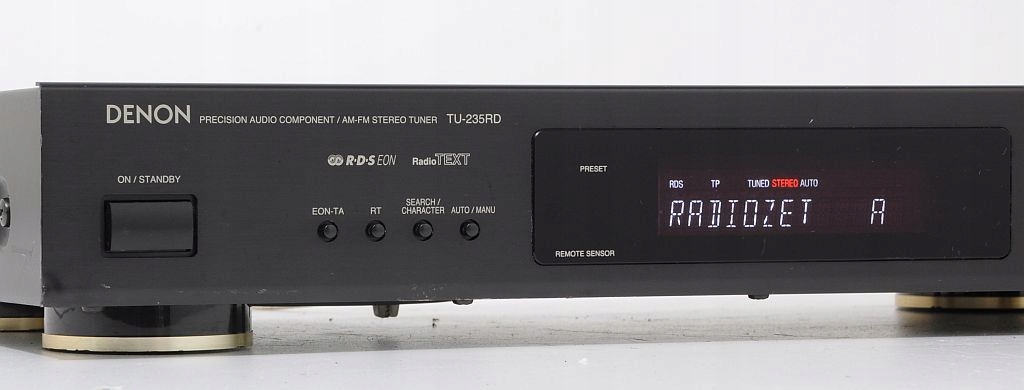 DENON PRECISION AUDIO COMPONENT / AM-FM STEREO TUNER TU-235RD
R·D·S EON RadioTEXT
PRESET
ON / STANDBY
RDS TP TUNED STEREO AUTO
SEARCH /
EON-TA RT CHARACTER AUTO / MANU
RADIOZET A
REMOTE SENSOR